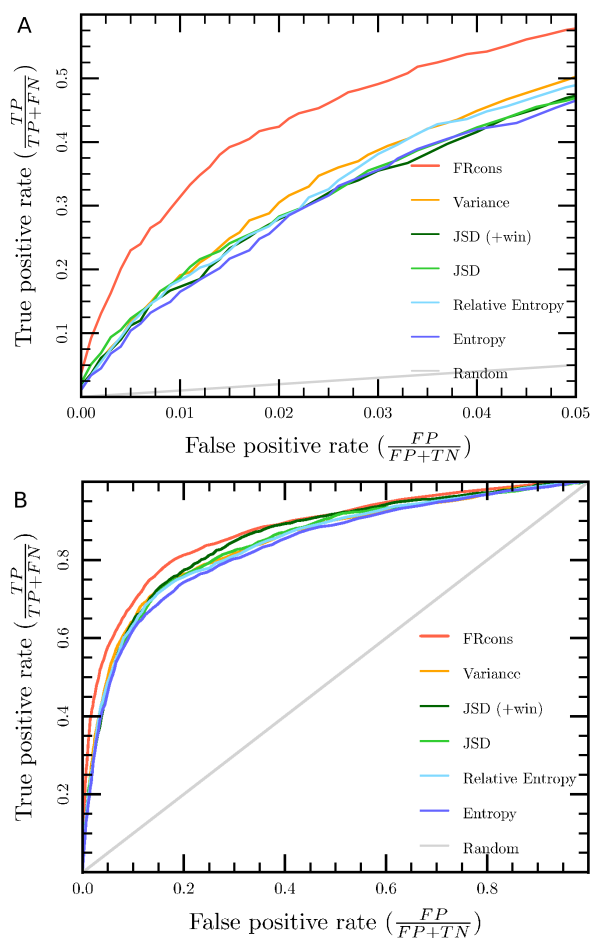 A
True positive rate (TP/TP+FN)
0.5
0.4
0.3
0.2
0.1
FRcons
Variance
JSD (+win)
JSD
Relative Entropy
Entropy
Random
0.00 0.01 0.02 0.03 0.04 0.05
False positive rate (FP/FP+TN)
B
True positive rate (TP/TP+FN)
0.8
0.6
0.4
0.2
FRcons
Variance
JSD (+win)
JSD
Relative Entropy
Entropy
Random
0.0 0.2 0.4 0.6 0.8
False positive rate (FP/FP+TN)